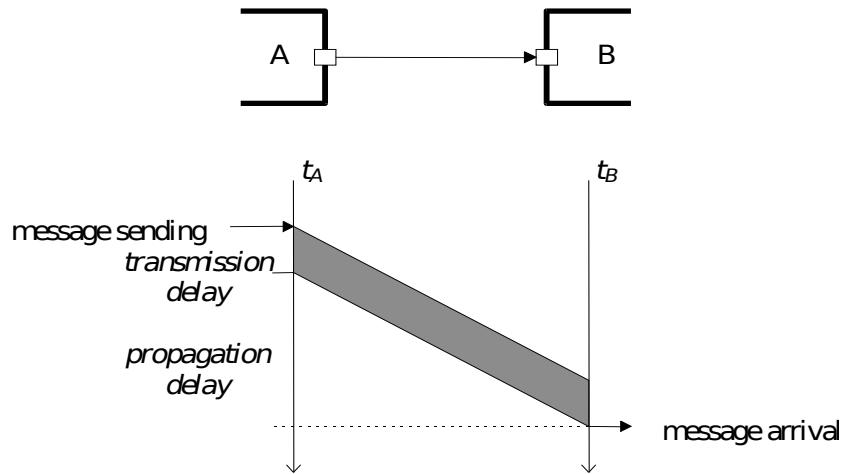 A
B
tA
tB
message sending
transmission
delay
propagation
delay
message arrival